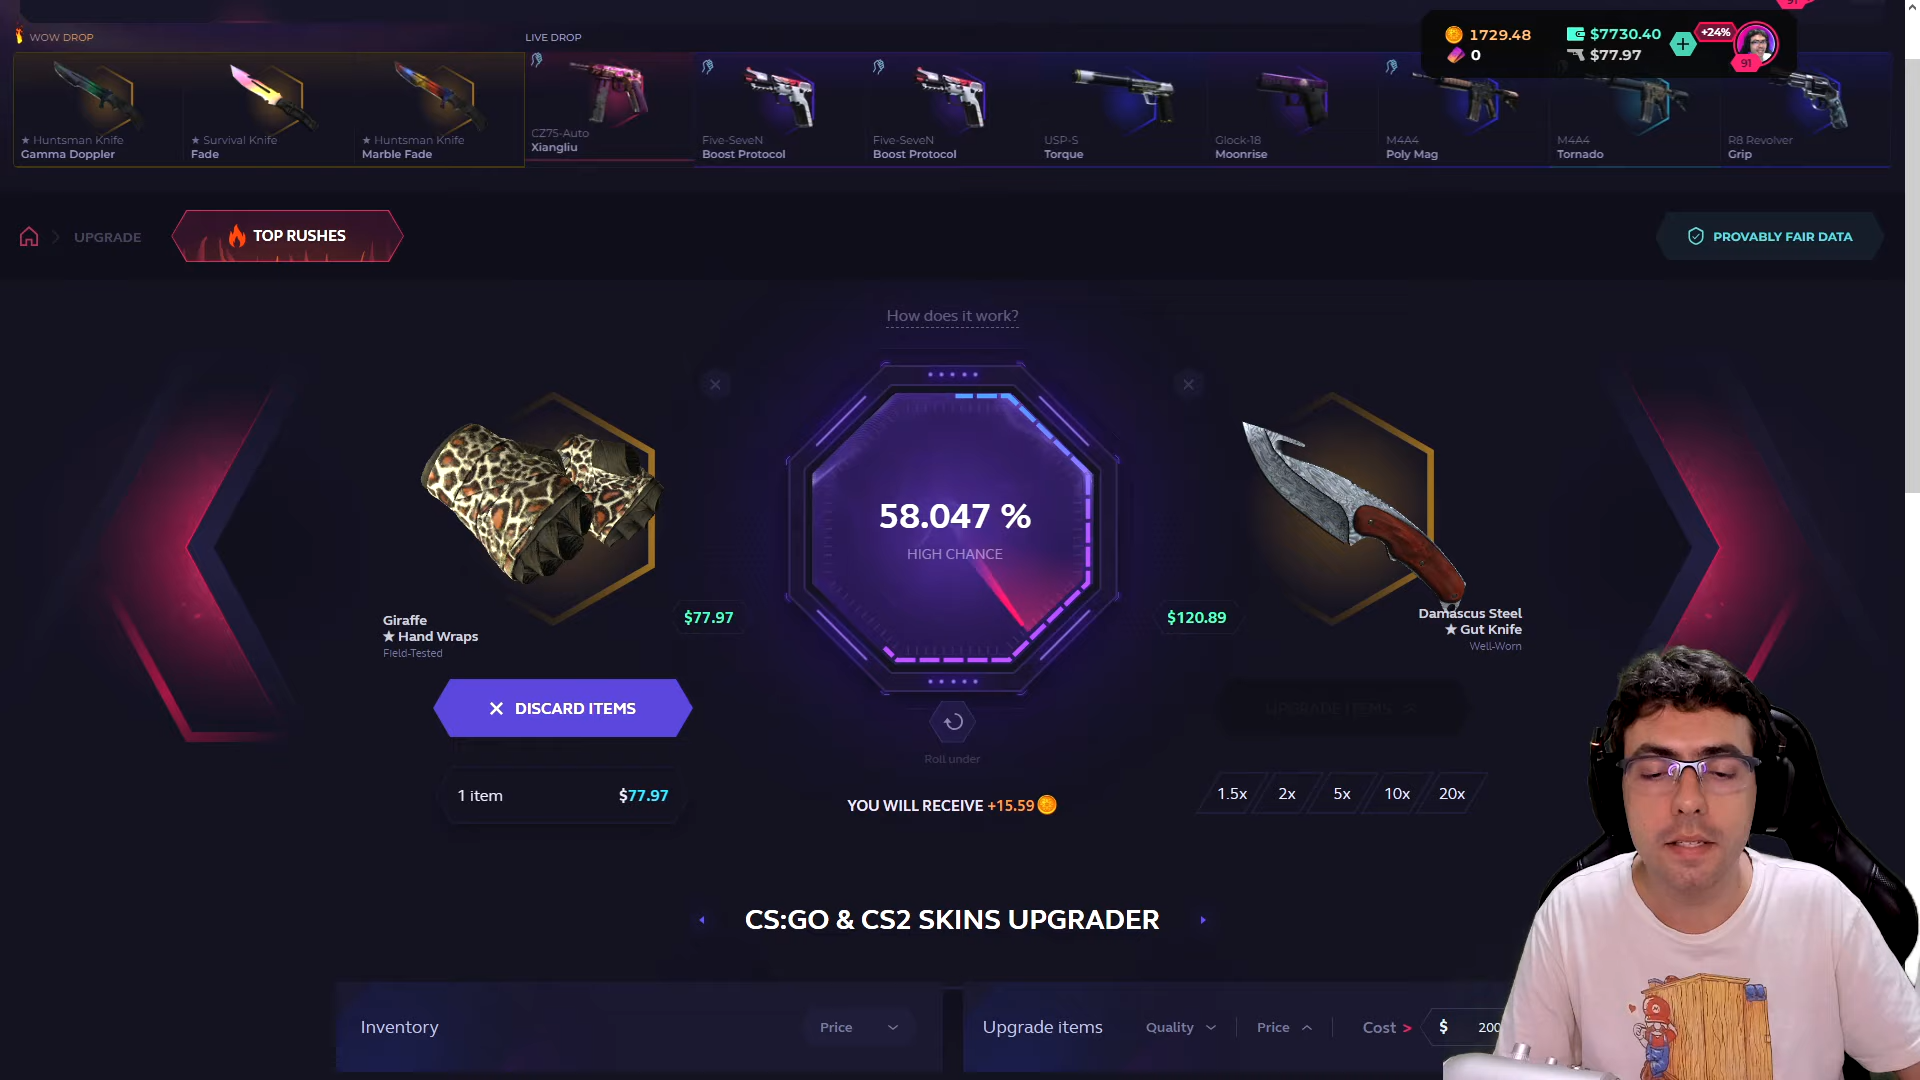 WOW DROP
LIVE DROP
1729.48
0
$7730.40
$77.97
+24%
91
★ Huntsman Knife
Gamma Doppler
★ Survival Knife
Fade
★ Huntsman Knife
Marble Fade
CZ75-Auto
Xiangliu
Five-SeveN
Boost Protocol
Five-SeveN
Boost Protocol
USP-S
Torque
Glock-18
Moonrise
M4A4
Poly Mag
M4A4
Tornado
R8 Revolver
Grip
UPGRADE
TOP RUSHES
PROVABLY FAIR DATA
How does it work?
58.047 %
HIGH CHANCE
Giraffe
★ Hand Wraps
Field-Tested
$77.97
$120.89
Damascus Steel
★ Gut Knife
Well-Worn
DISCARD ITEMS
UPGRADE ITEMS
Roll under
1 item
$77.97
YOU WILL RECEIVE +15.59
1.5x
2x
5x
10x
20x
CS:GO & CS2 SKINS UPGRADER
Inventory
Price
Upgrade items
Quality
Price
Cost >
$ 200